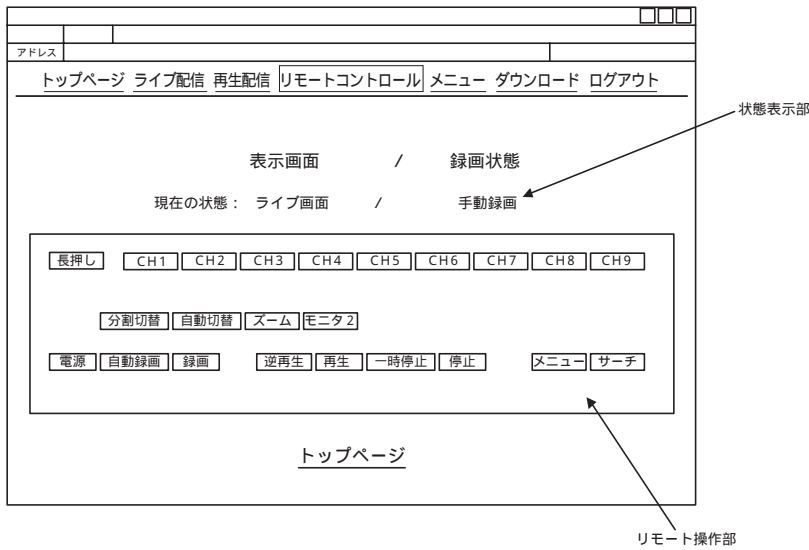 アドレス
トップページ ライブ配信 再生配信 リモートコントロール メニュー ダウンロード ログアウト
状態表示部
表示画面 / 録画状態
現在の状態： ライブ画面 / 手動録画
長押し CH1 CH2 CH3 CH4 CH5 CH6 CH7 CH8 CH9
分割切替 自動切替 ズーム モニタ2
電源 自動録画 録画 逆再生 再生 一時停止 停止 メニュー サーチ
トップページ
リモート操作部